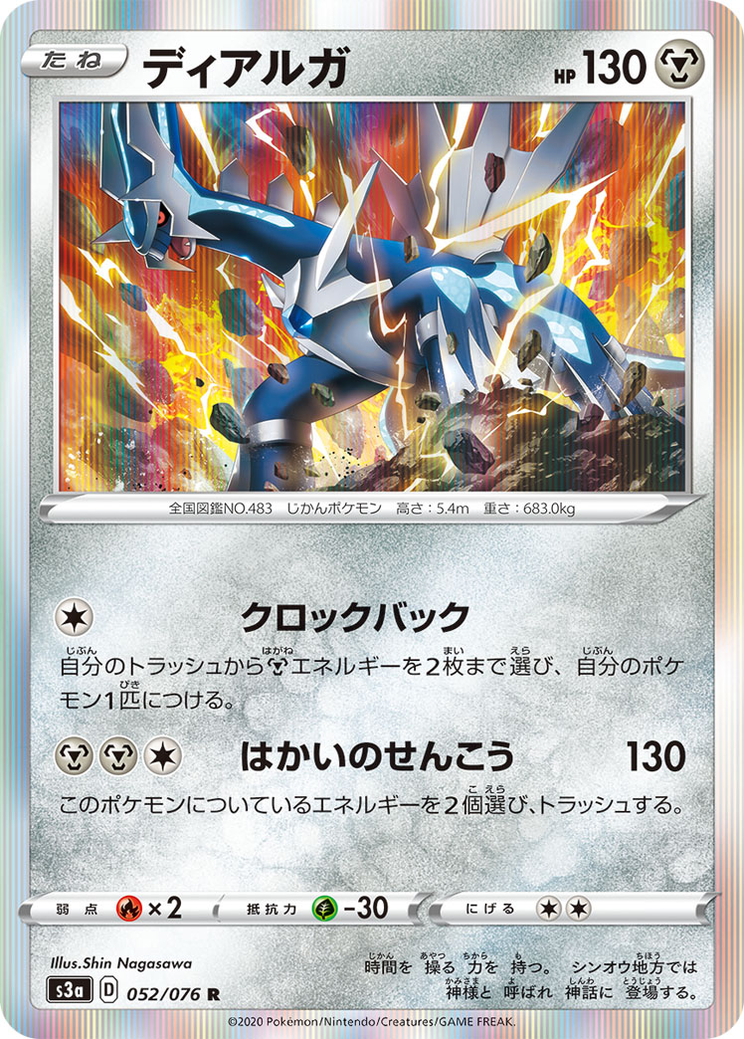 たね ディアルガ HP 130
全国図鑑NO.483 じかんポケモン 高さ:5.4m 重さ:683.0kg
クロックバック
自分のトラッシュからエネルギーを2枚まで選び、自分のポケ
モン1匹につける。
はかいのせんこう 130
このポケモンについているエネルギーを2個選び、トラッシュする。
弱点 ×2 抵抗力 -30 にげる
Illus.Shin Nagasawa
s3a D 052/076 R
時間を 操る 力を 持つ。 シンオウ地方では
神様と 呼ばれ 神話に 登場する。
©2020 Pokémon/Nintendo/Creatures/GAME FREAK.